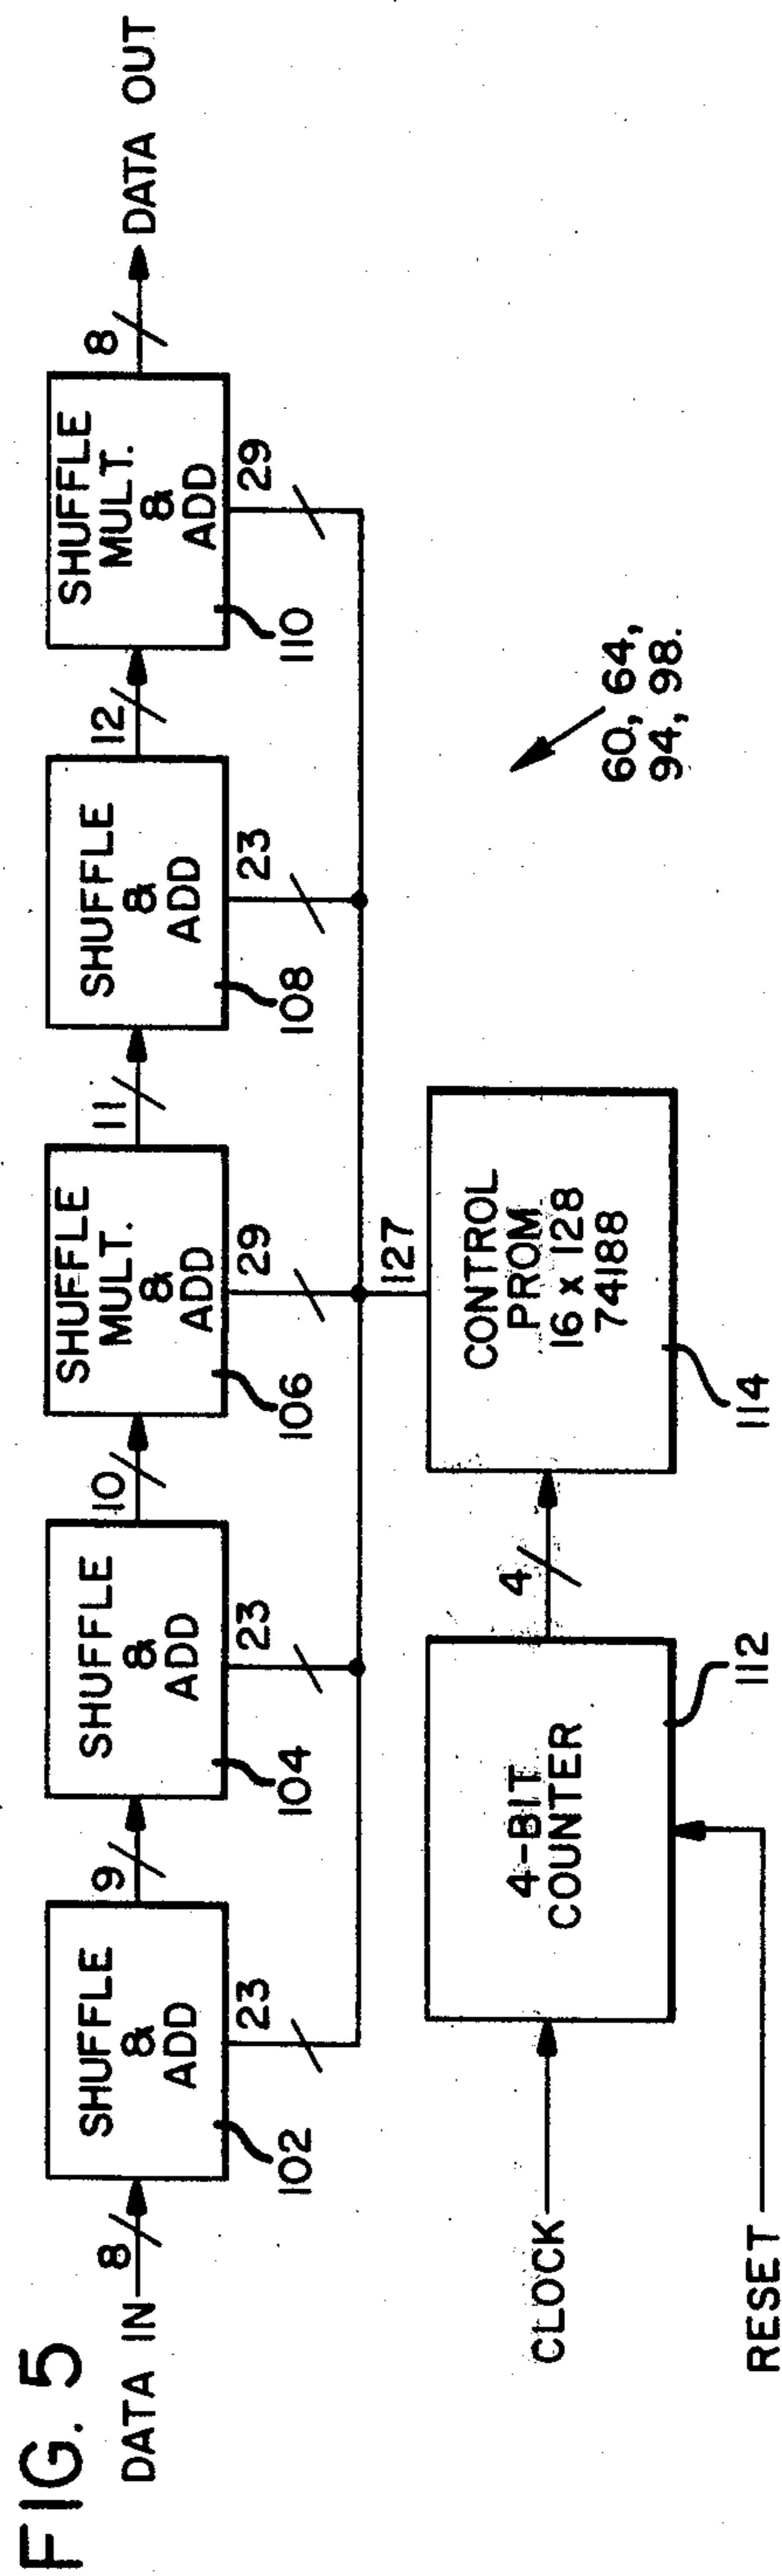 FIG. 5
DATA IN
8
SHUFFLE
&
ADD
102
23
9
SHUFFLE
&
ADD
104
23
10
SHUFFLE
MULT.
&
ADD
106
29
11
SHUFFLE
&
ADD
108
23
12
SHUFFLE
MULT.
&
ADD
110
29
8
DATA OUT
127
CLOCK
RESET
4-BIT
COUNTER
112
4
CONTROL
PROM
16 x 128
74188
114
60, 64,
94, 98.